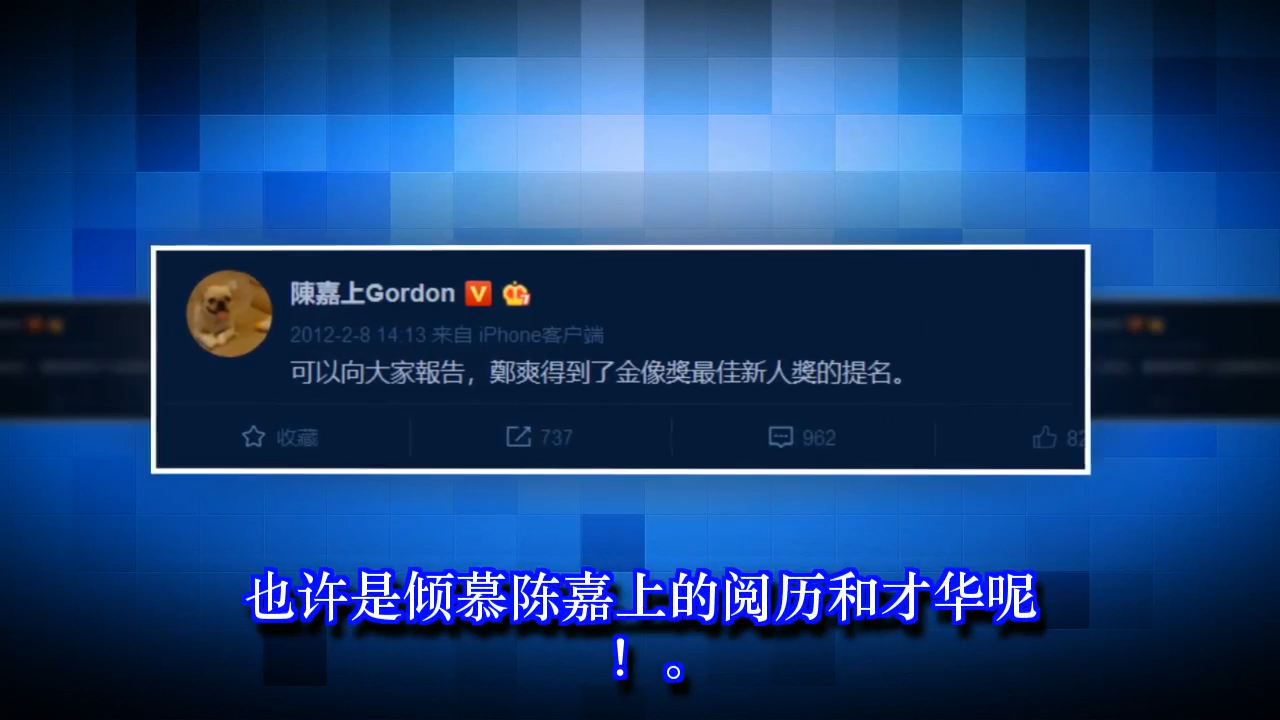 陳嘉上Gordon
2012-2-8 14:13 来自 iPhone客户端
可以向大家報告，鄭爽得到了金像獎最佳新人獎的提名。
收藏 737 962 82
也许是倾慕陈嘉上的阅历和才华呢
！。